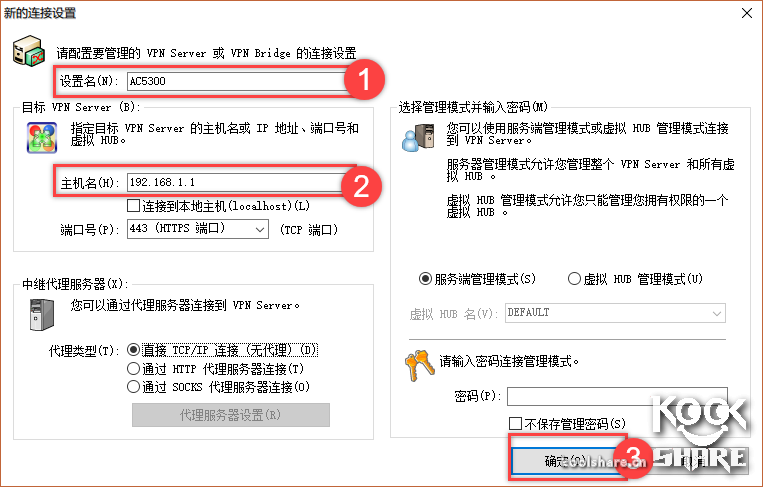 新的连接设置
请配置要管理的 VPN Server 或 VPN Bridge 的连接设置
设置名(N): AC5300
1
目标 VPN Server (B):
指定目标 VPN Server 的主机名或 IP 地址、端口号和
虚拟 HUB。
主机名(H): 192.168.1.1
2
连接到本地主机(localhost)(L)
端口号(P): 443 (HTTPS 端口) (TCP 端口)
中继代理服务器(X):
您可以通过代理服务器连接到 VPN Server。
代理类型(T): 直接 TCP/IP 连接 (无代理) (D)
通过 HTTP 代理服务器连接(T)
通过 SOCKS 代理服务器连接(O)
代理服务器设置(R)
选择管理模式并输入密码(M)
您可以使用服务端管理模式或虚拟 HUB 管理模式连接
到 VPN Server。
服务器管理模式允许您管理整个 VPN Server 和所有虚
拟 HUB 。
虚拟 HUB 管理模式允许您只能管理您拥有权限的一个
虚拟 HUB 。
服务端管理模式(S) 虚拟 HUB 管理模式(U)
虚拟 HUB 名(V): DEFAULT
请输入密码连接管理模式。
密码(P):
不保存管理密码(S)
确定(O)
3
取消
koolshare.cn
KOOL
SHARE